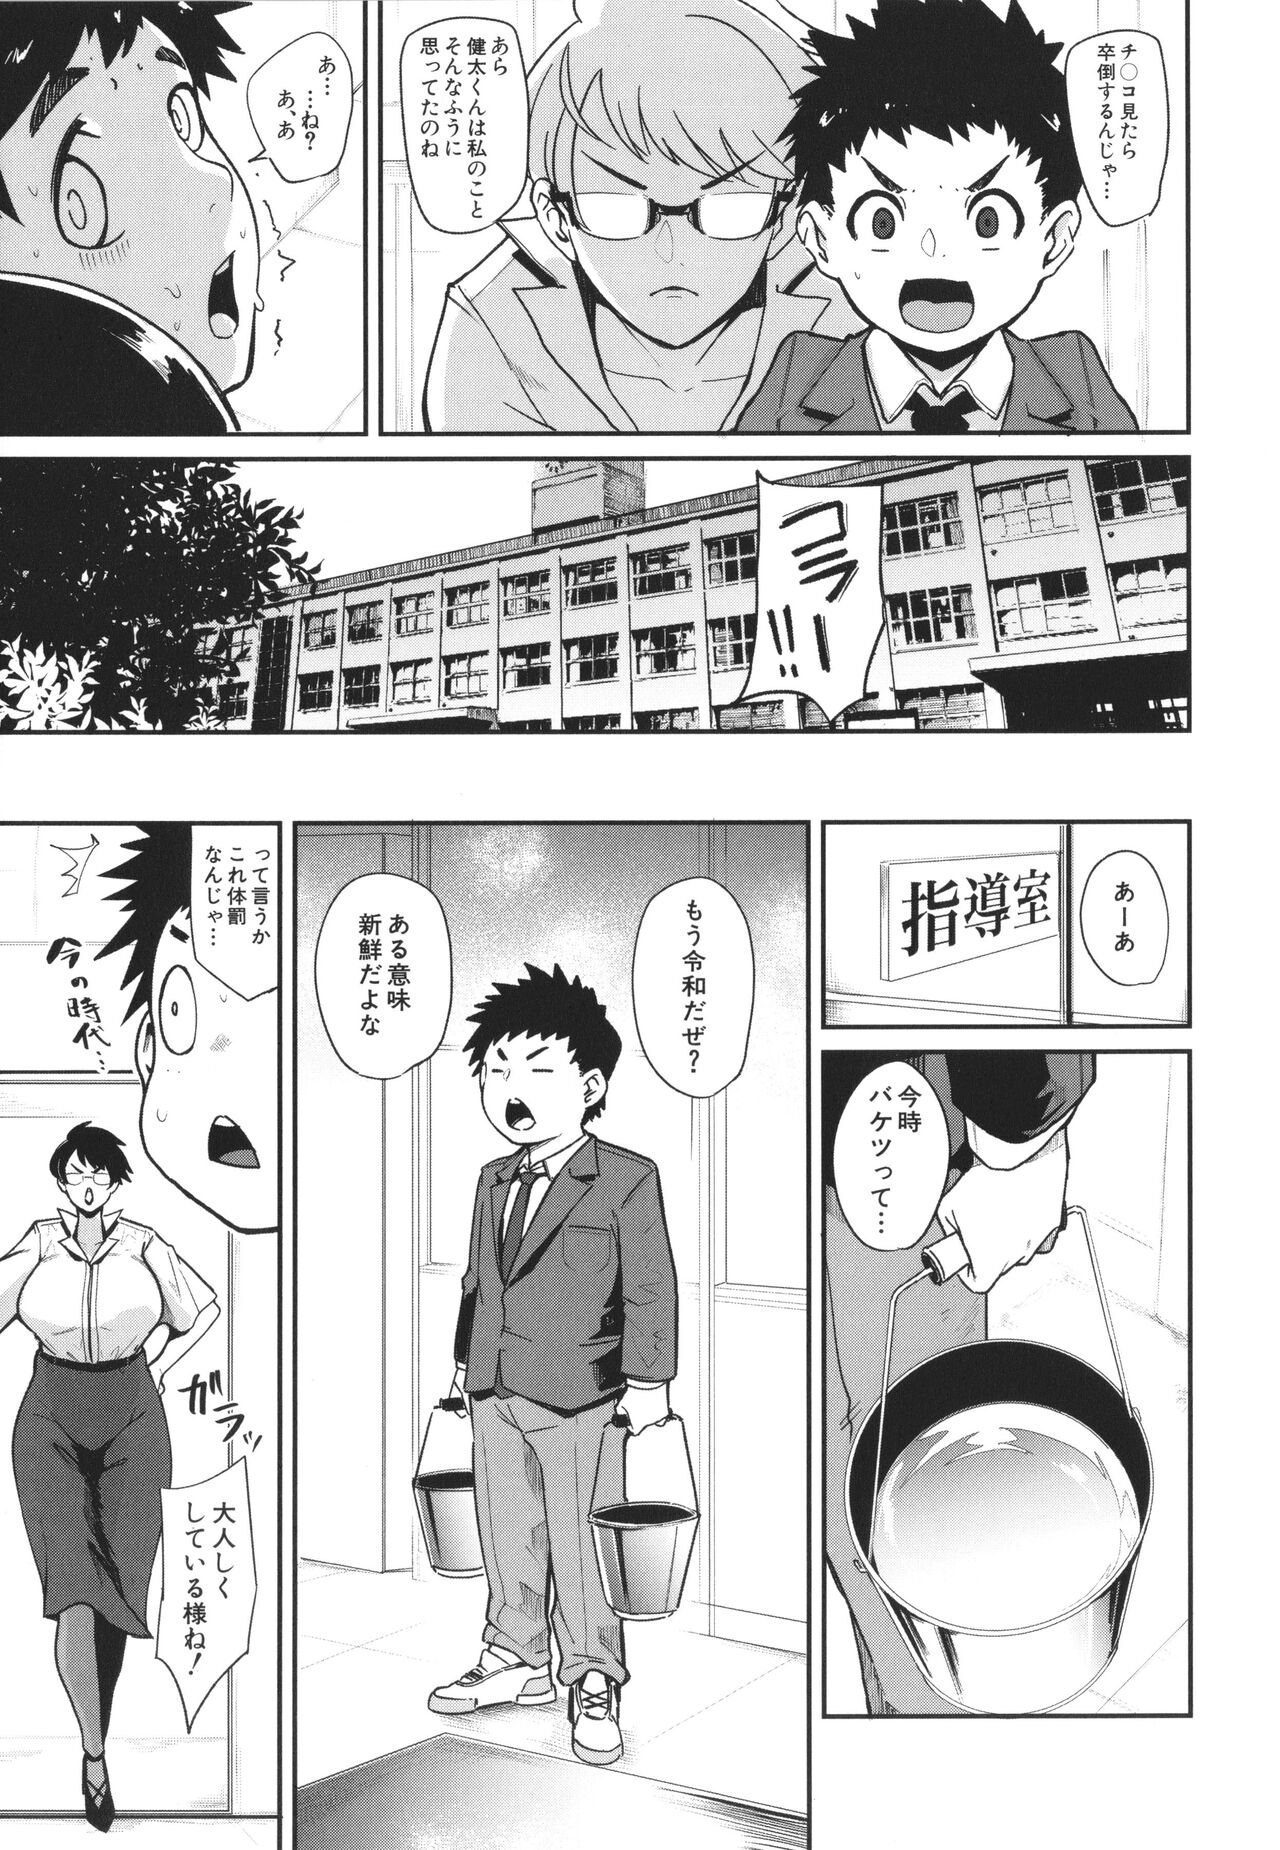 チ〇コ見たら
卒倒するんじゃ…
あら
健太くんは私のこと
そんなふうに
思ってたのね
あ…
…ね？
あ、あ
コラ!!
あーあ
指導室
今時
バケツって…
もう令和だぜ？
ある意味
新鮮だよな
って言うか
これ体罰
なんじゃ…
今の時代…
ガラッ
大人しく
している様ね！